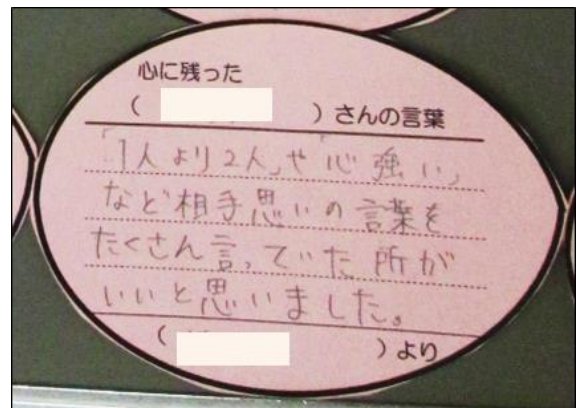 心に残った
( )さんの言葉
「1人より2人」や「心強い」
など相手思いの言葉を
たくさん言っていた所が
いいと思いました。
( )より